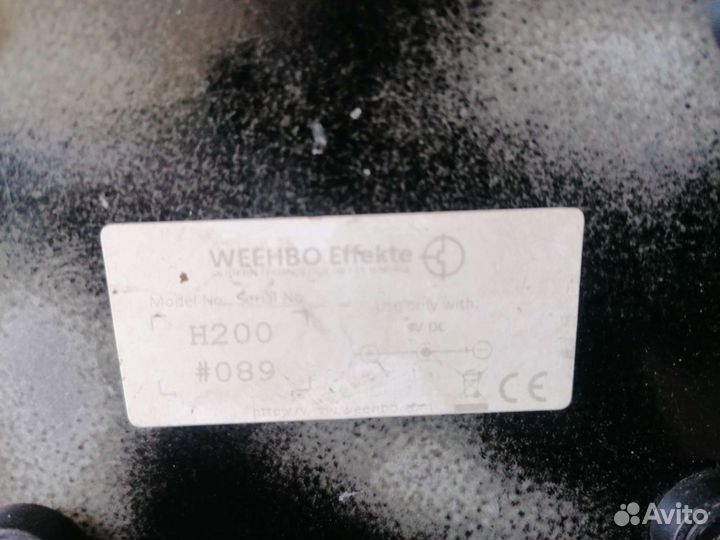 WEEHBO Effekte
Model No. Serial No.
Use only with:
H200
9V DC
#089
CE
Avito